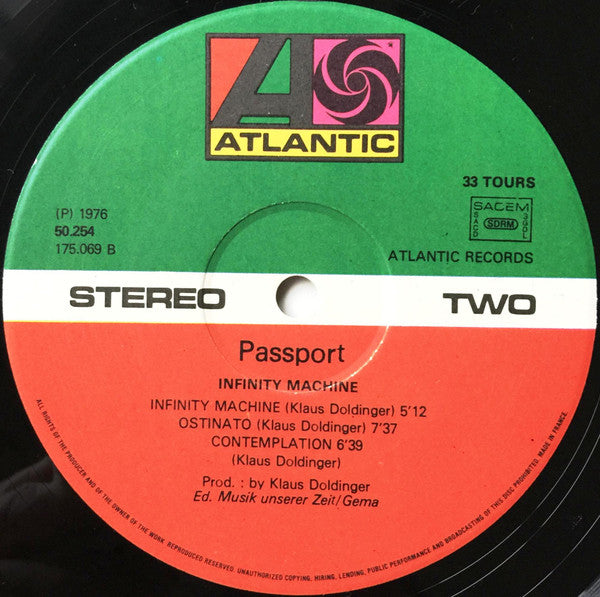 ATLANTIC
33 TOURS
(P) 1976
50.254
175.069 B
SACEM
SACD
SDRM
SGDL
ATLANTIC RECORDS
STEREO
TWO
Passport
INFINITY MACHINE
INFINITY MACHINE (Klaus Doldinger) 5'12
OSTINATO (Klaus Doldinger) 7'37
CONTEMPLATION 6'39
(Klaus Doldinger)
Prod. : by Klaus Doldinger
Ed. Musik unserer Zeit/Gema
ALL RIGHTS OF THE PRODUCER AND OF THE OWNER OF THE WORK REPRODUCED RESERVED. UNAUTHORIZED COPYING, HIRING, LENDING, PUBLIC PERFORMANCE AND BROADCASTING OF THIS DISC PROHIBITED. MADE IN FRANCE.